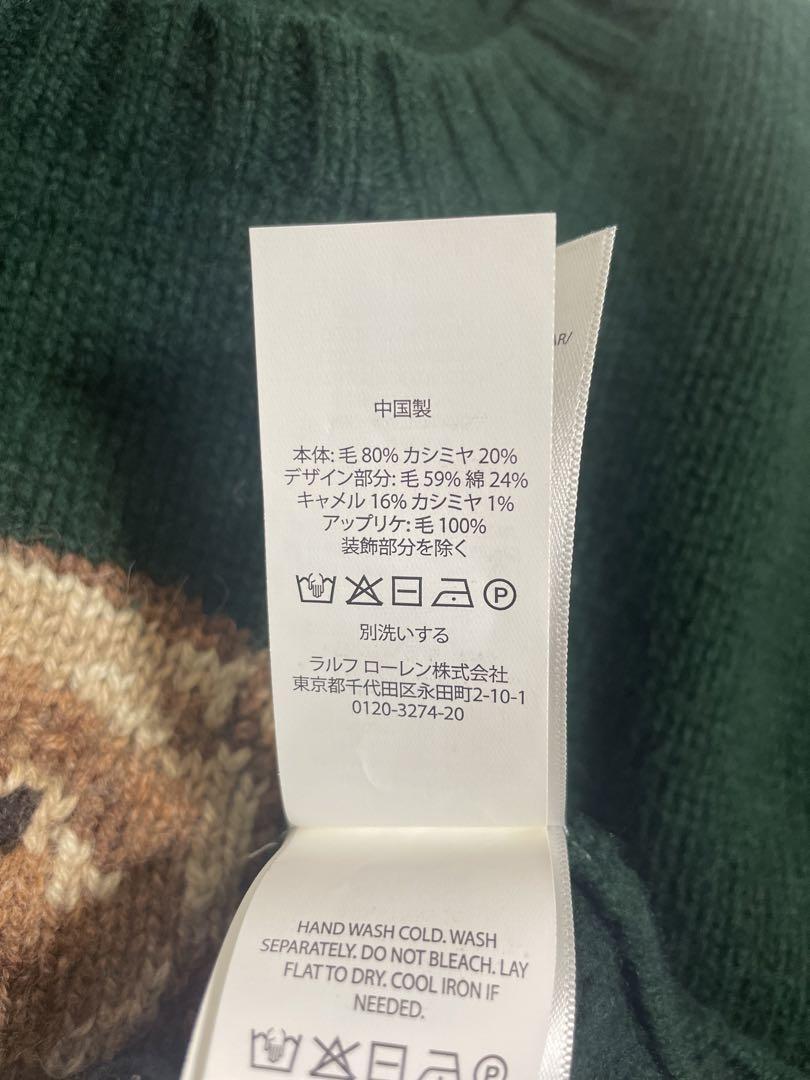 AR/
中国製
本体: 毛 80% カシミヤ 20%
デザイン部分: 毛 59% 綿 24%
キャメル 16% カシミヤ 1%
アップリケ: 毛 100%
装飾部分を除く
P
別洗いする
ラルフ ローレン株式会社
東京都千代田区永田町2-10-1
0120-3274-20
HAND WASH COLD. WASH
SEPARATELY. DO NOT BLEACH. LAY
FLAT TO DRY. COOL IRON IF
NEEDED.
P